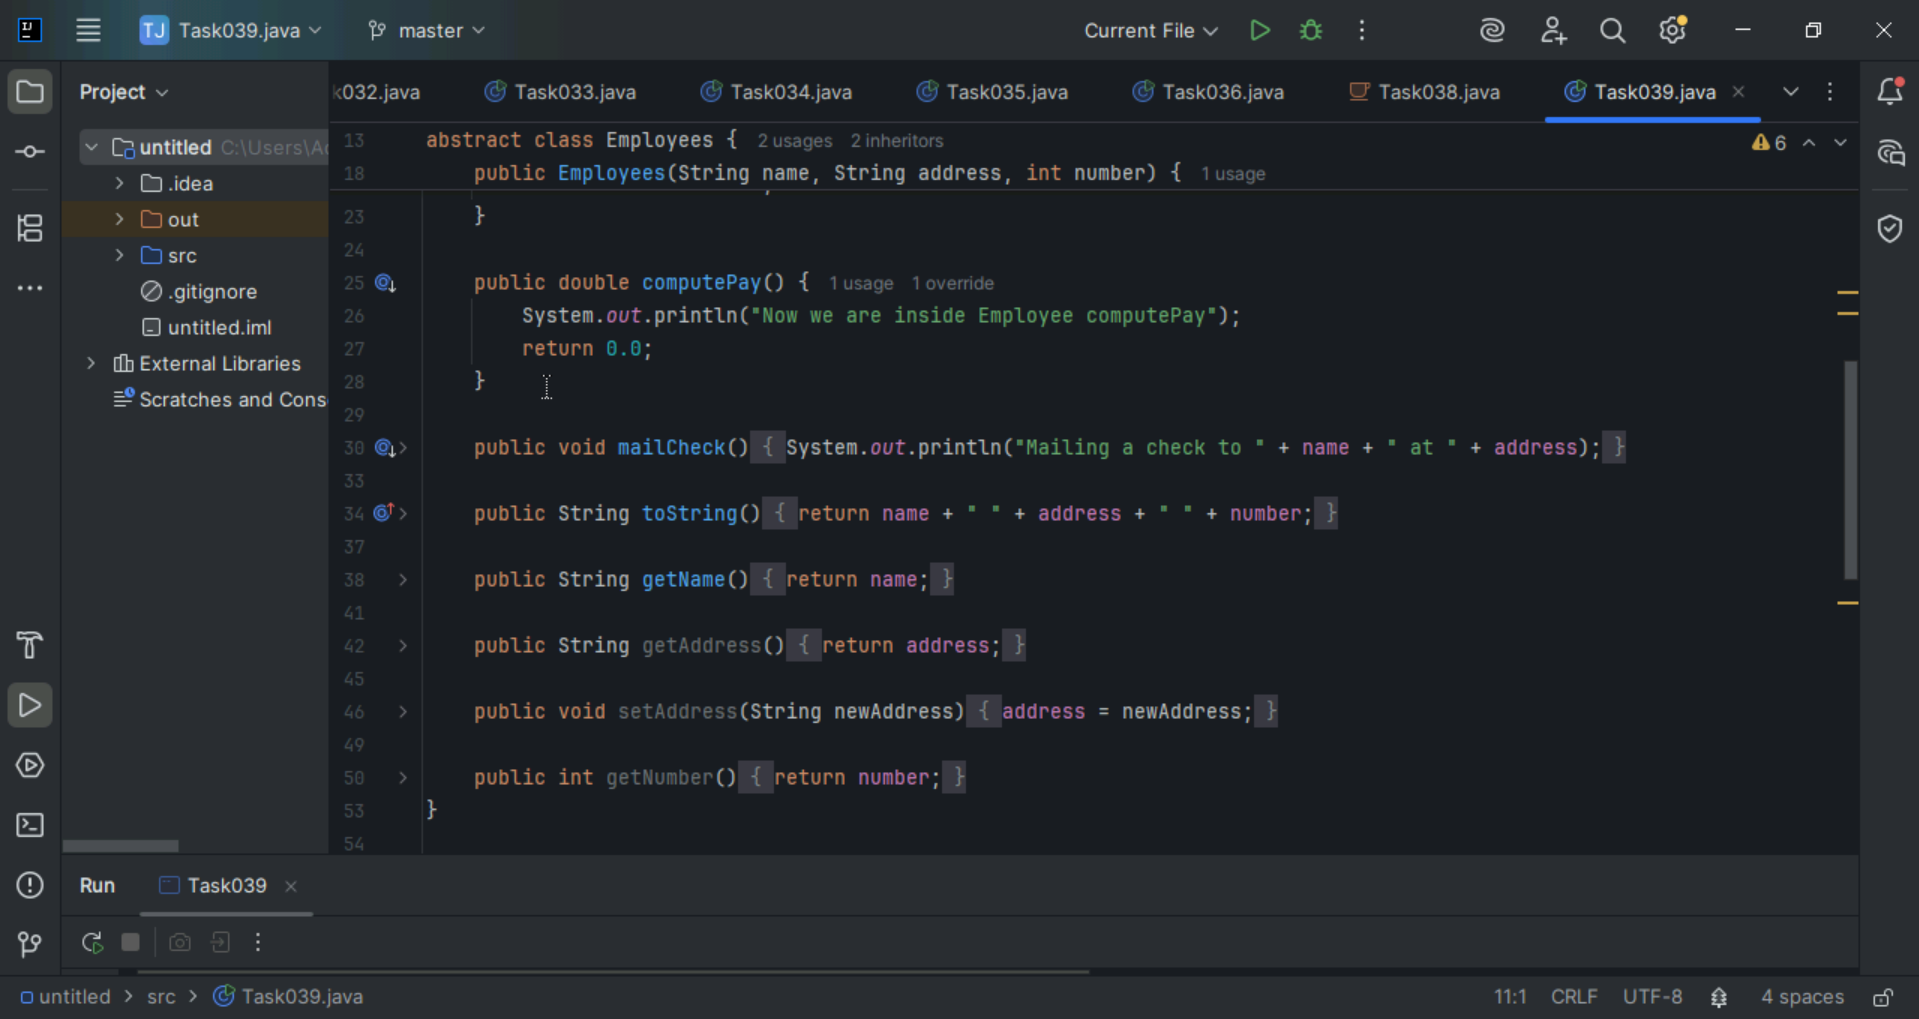 TJ Task039.java master Current File
Project
k032.java Task033.java Task034.java Task035.java Task036.java Task038.java Task039.java
untitled C:\Users\Ad
.idea
out
src
.gitignore
untitled.iml
External Libraries
Scratches and Cons
13 abstract class Employees { 2 usages 2 inheritors 6
18 public Employees(String name, String address, int number) { 1 usage
23 }
24
25 public double computePay() { 1 usage 1 override
26 System.out.println("Now we are inside Employee computePay");
27 return 0.0;
28 }
29
30 public void mailCheck() { System.out.println("Mailing a check to " + name + " at " + address); }
33
34 public String toString() { return name + " " + address + " " + number; }
37
38 public String getName() { return name; }
41
42 public String getAddress() { return address; }
45
46 public void setAddress(String newAddress) { address = newAddress; }
49
50 public int getNumber() { return number; }
53 }
54
Run Task039
untitled > src > Task039.java 11:1 CRLF UTF-8 4 spaces